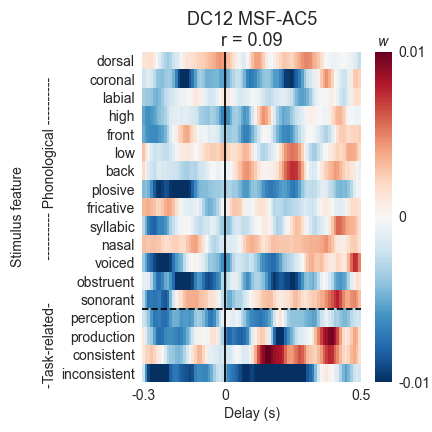 DC12 MSF-AC5
r = 0.09
w
dorsal
coronal
labial
high
front
low
back
plosive
fricative
syllabic
nasal
voiced
obstruent
sonorant
perception
production
consistent
inconsistent
Stimulus feature
-Task-related- ----------- Phonological ----------
0.01
0
-0.01
-0.3
0
0.5
Delay (s)